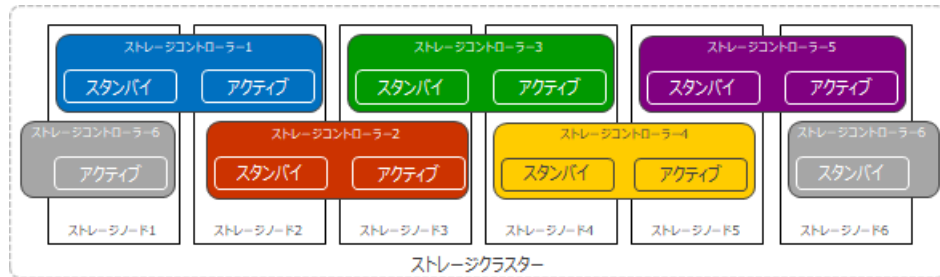 ストレージコントローラー1
ストレージコントローラー3
ストレージコントローラー5
スタンバイ
アクティブ
スタンバイ
アクティブ
スタンバイ
アクティブ
ストレージコントローラー6
ストレージコントローラー2
ストレージコントローラー4
ストレージコントローラー6
アクティブ
スタンバイ
アクティブ
スタンバイ
アクティブ
スタンバイ
ストレージノード1
ストレージノード2
ストレージノード3
ストレージノード4
ストレージノード5
ストレージノード6
ストレージクラスター